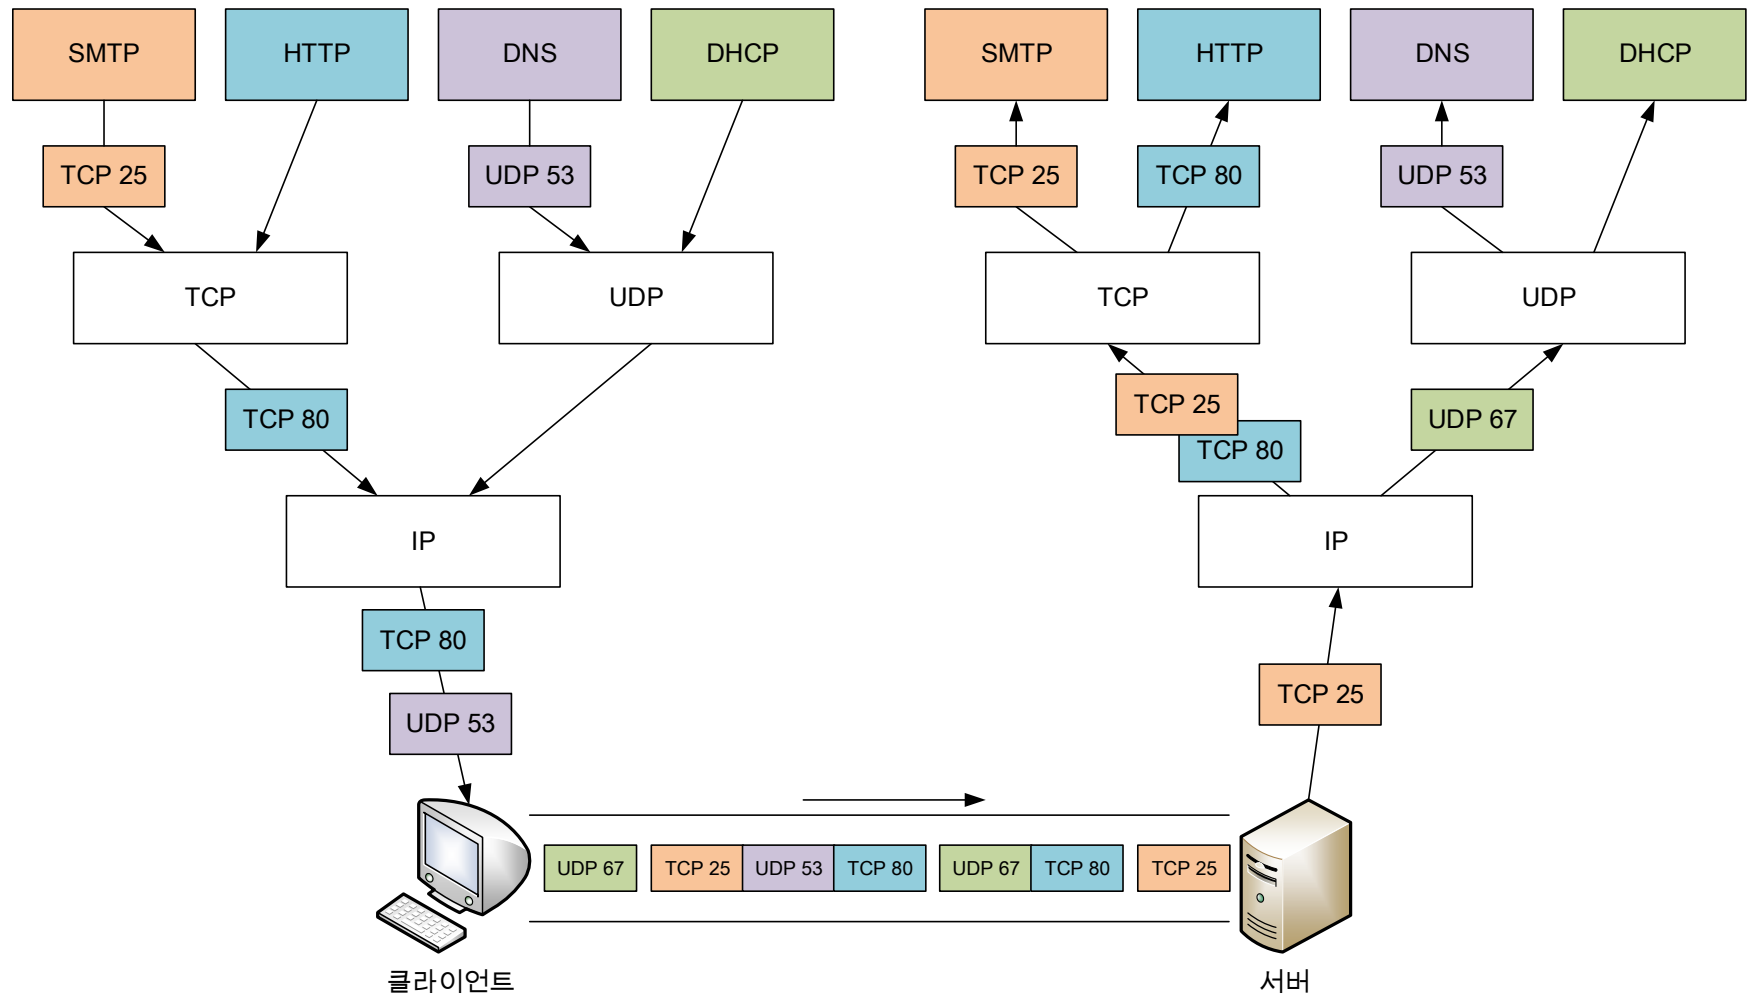 SMTP
HTTP
DNS
DHCP
SMTP
HTTP
DNS
DHCP
TCP 25
UDP 53
TCP 25
TCP 80
UDP 53
TCP
UDP
TCP
UDP
TCP 80
TCP 25
TCP 80
UDP 67
IP
IP
TCP 80
UDP 53
TCP 25
UDP 67
TCP 25
UDP 53
TCP 80
UDP 67
TCP 80
TCP 25
클라이언트
서버